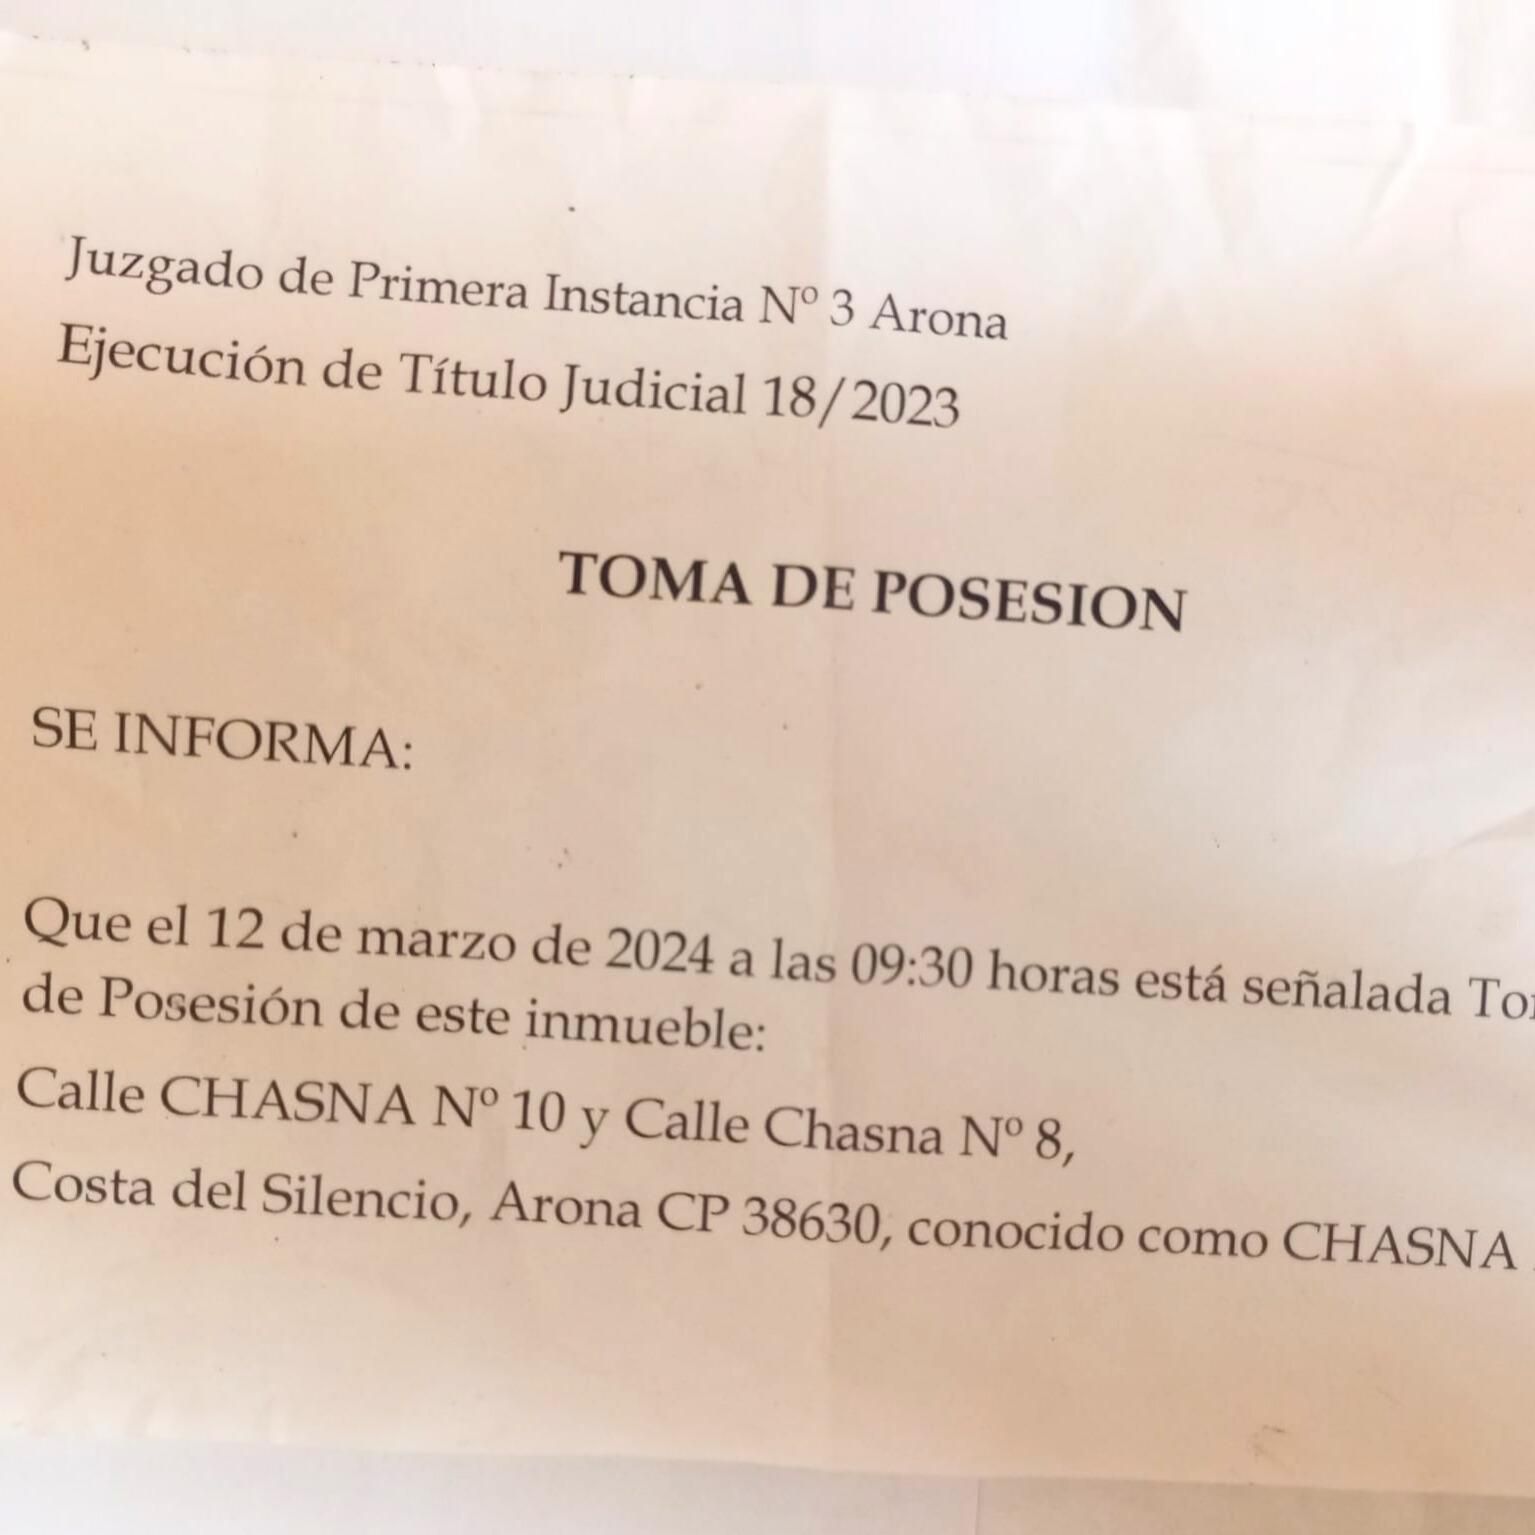 Juzgado de Primera Instancia Nº 3 Arona
Ejecución de Título Judicial 18/2023
TOMA DE POSESION
SE INFORMA:
Que el 12 de marzo de 2024 a las 09:30 horas está señalada
de Posesión de este inmueble:
Calle CHASNA Nº 10 y Calle Chasna Nº 8,
Costa del Silencio, Arona CP 38630, conocido como CHASNA